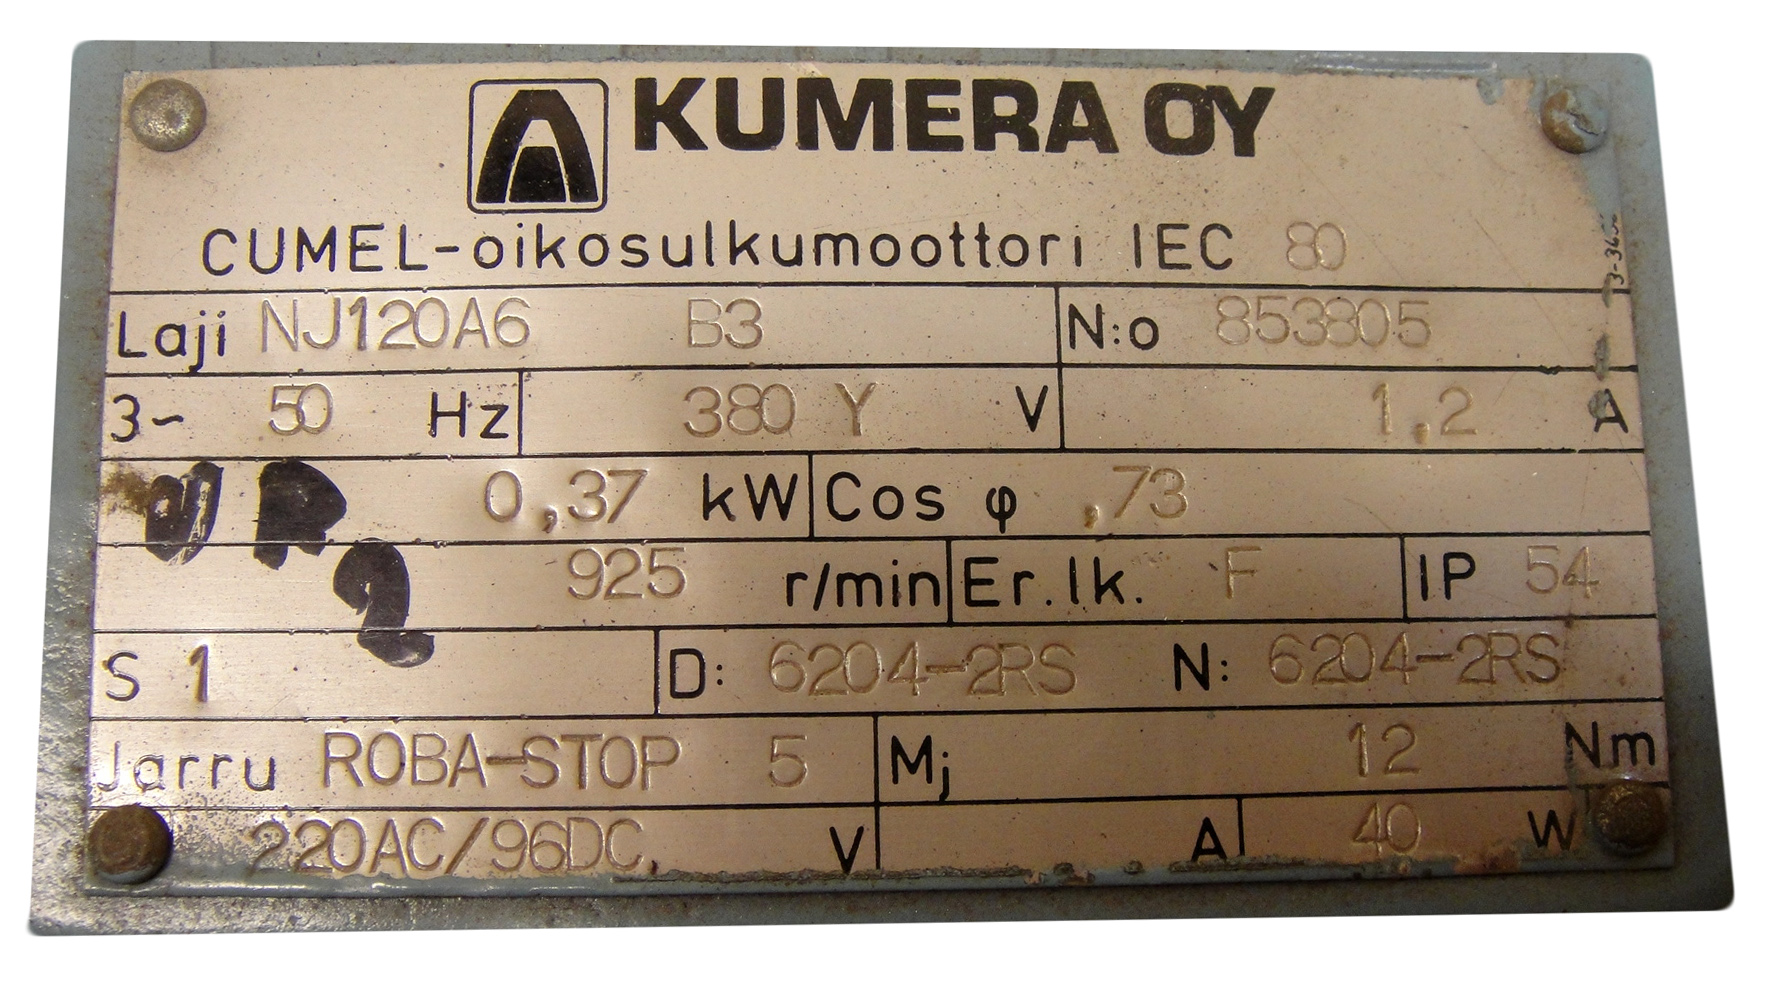 KUMERA OY
CUMEL-oikosulkumoottori IEC 80
Laji NJ120A6 B3 N:o 853805
3~ 50 Hz 380 Y V 1,2 A
0,37 kW Cos φ ,73
925 r/min Er.lk. F IP 54
S 1 D: 6204-2RS N: 6204-2RS
Jarru ROBA-STOP 5 Mj 12 Nm
220AC/96DC V A 40 W